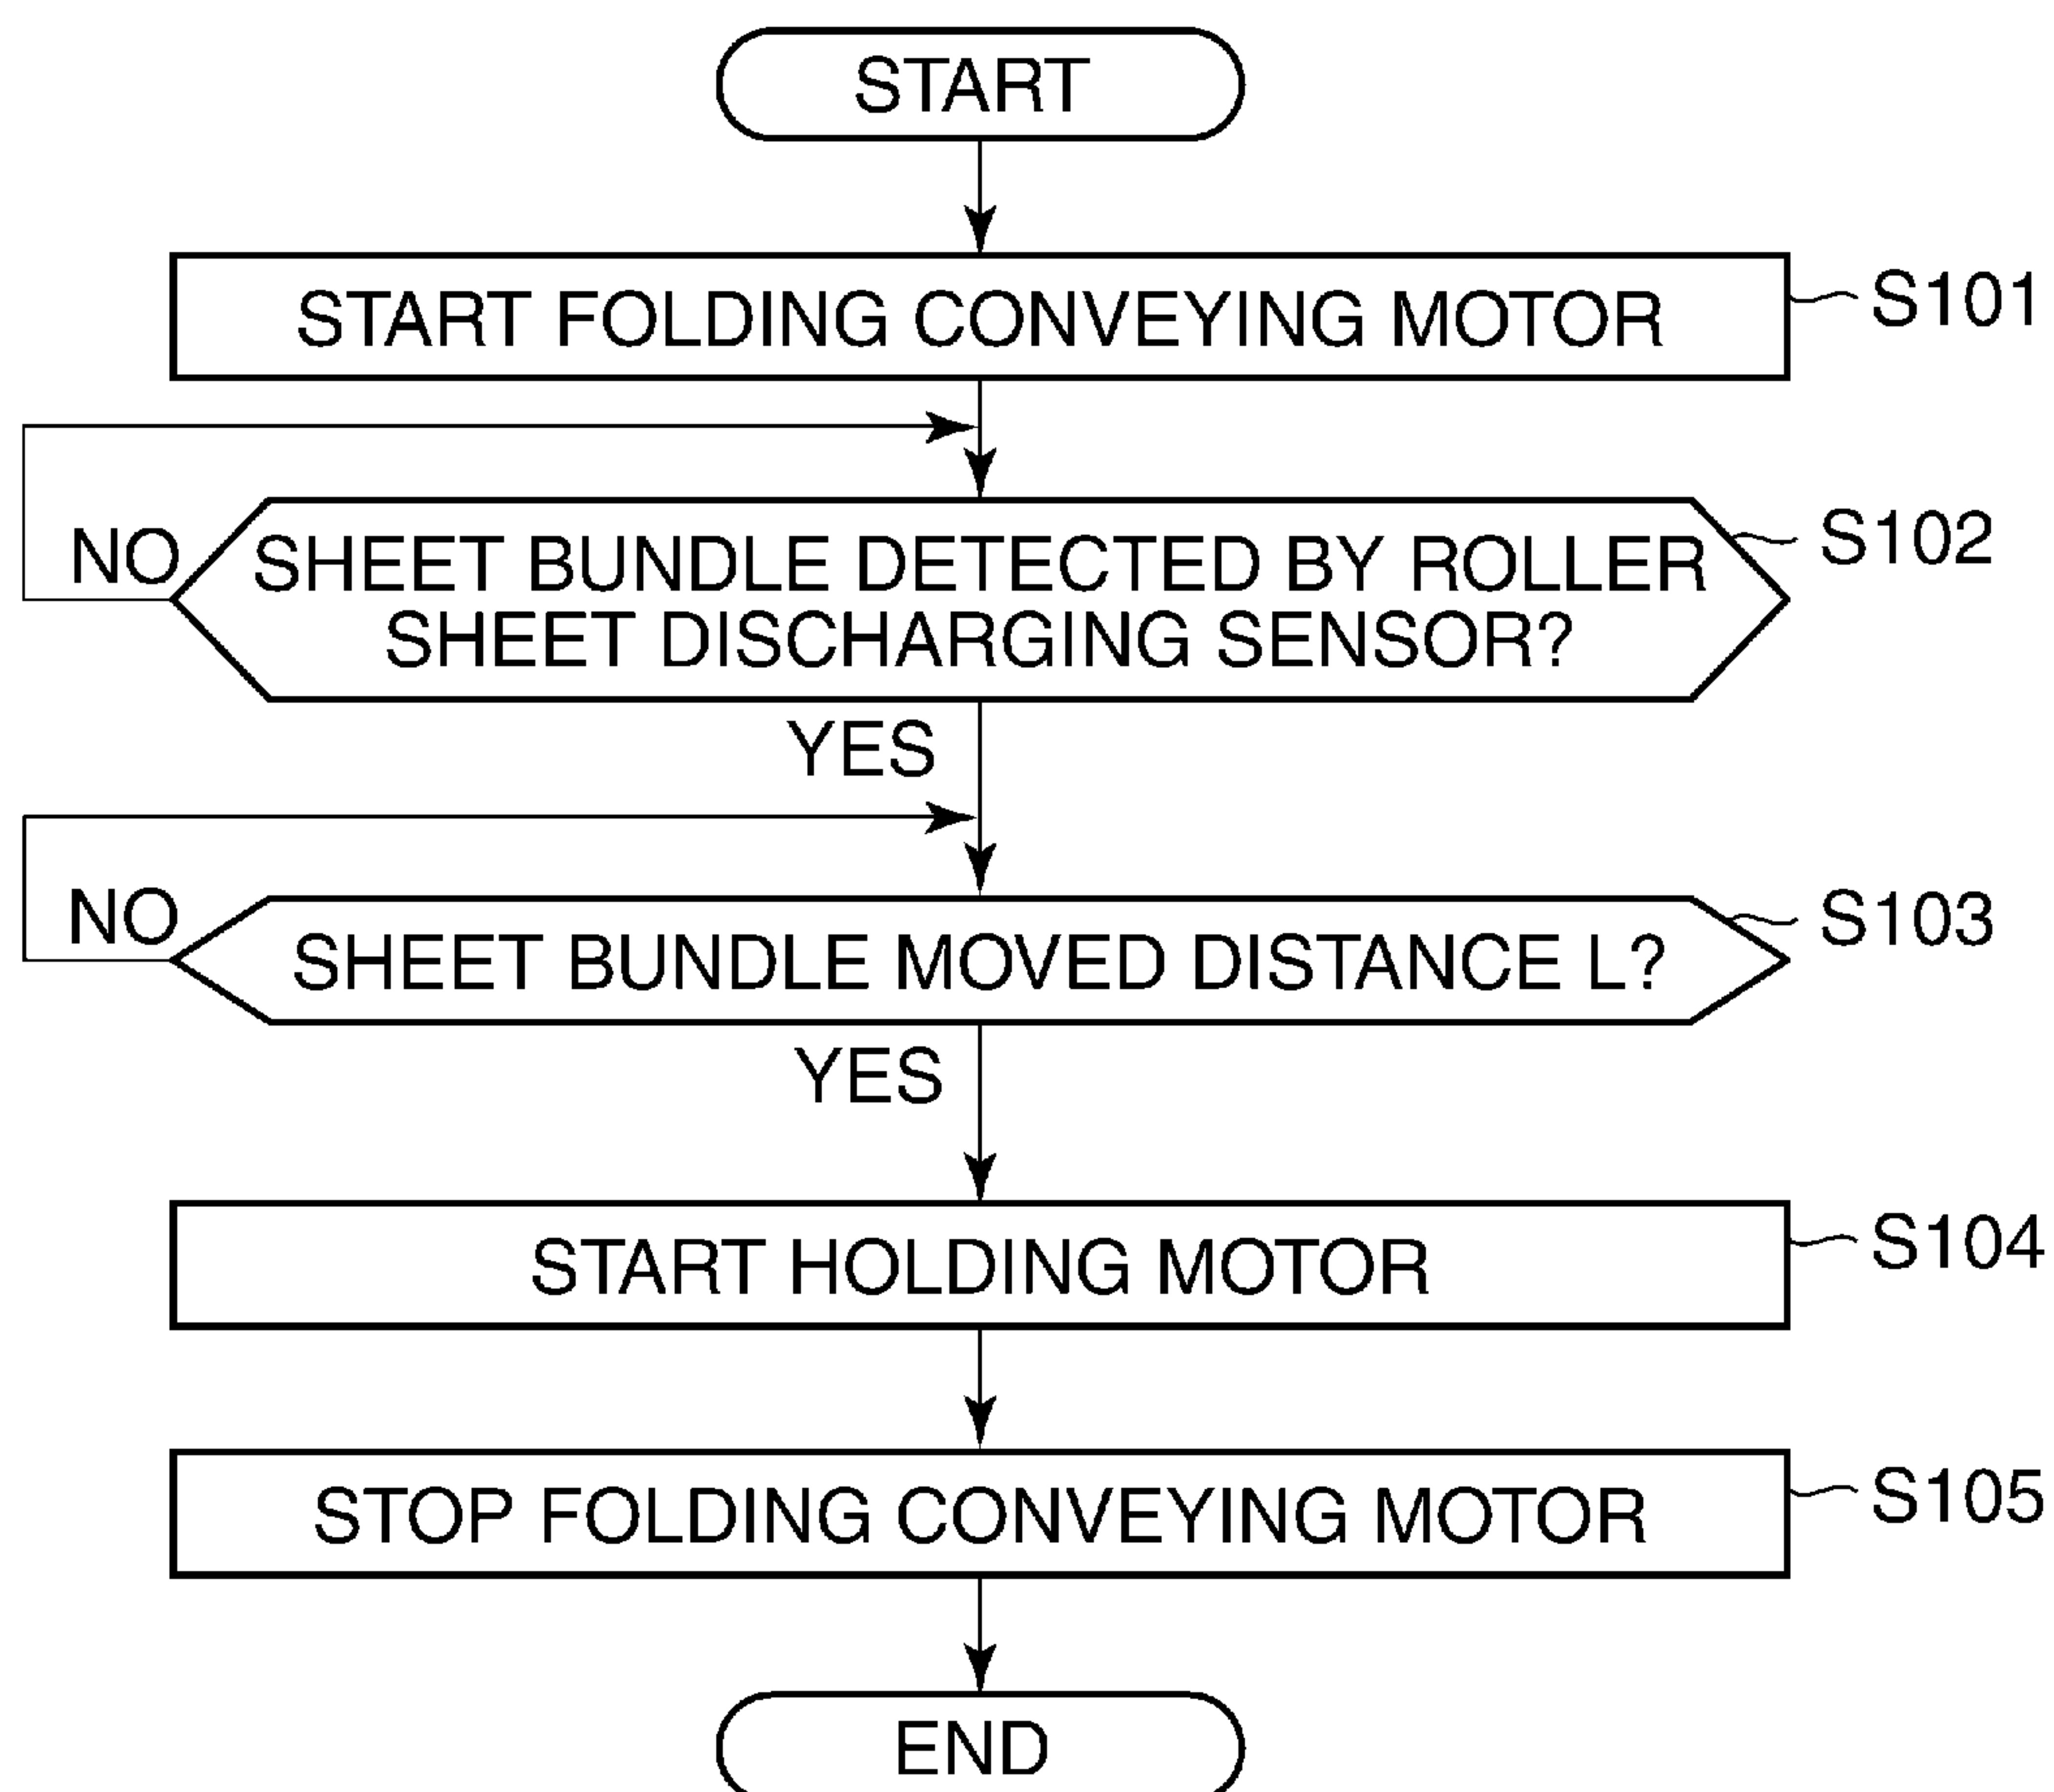 START
START FOLDING CONVEYING MOTOR
S101
NO
SHEET BUNDLE DETECTED BY ROLLER
SHEET DISCHARGING SENSOR?
S102
YES
NO
SHEET BUNDLE MOVED DISTANCE L?
S103
YES
START HOLDING MOTOR
S104
STOP FOLDING CONVEYING MOTOR
S105
END